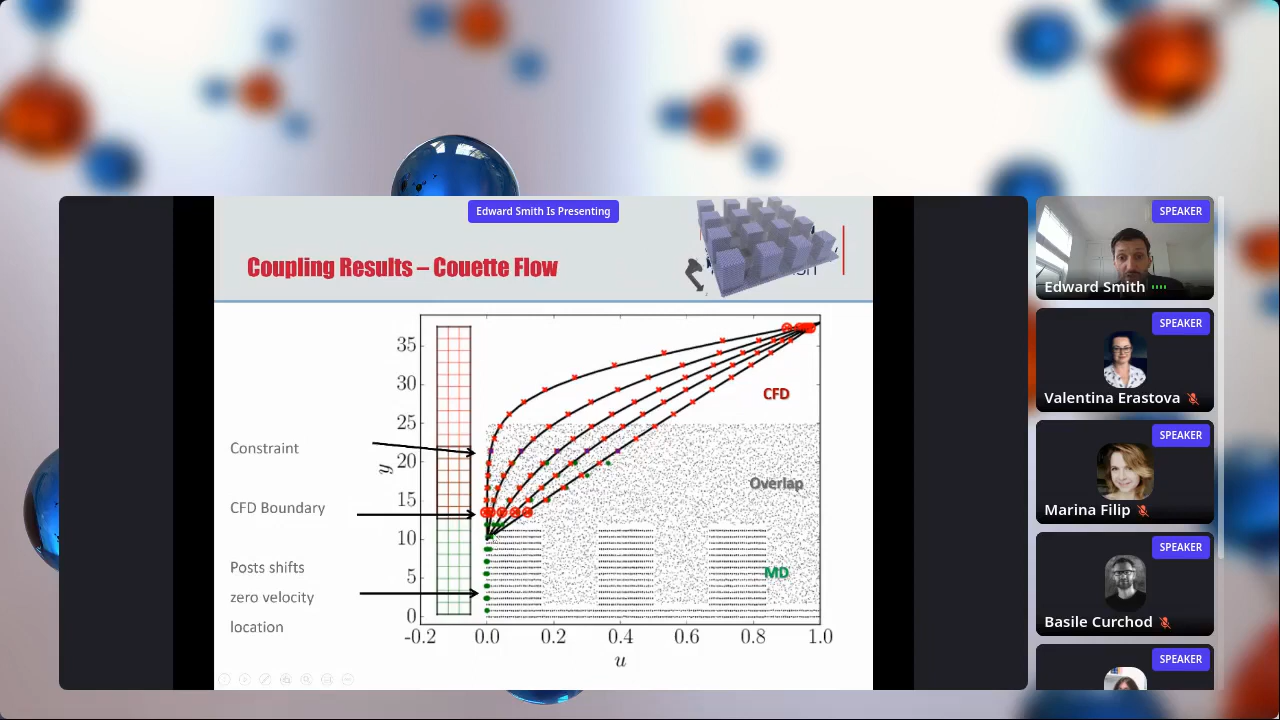 Edward Smith Is Presenting
Coupling Results – Couette Flow
Constraint
CFD Boundary
Posts shifts
zero velocity
location
35
30
25
20
15
10
5
0
y
-0.2 0.0 0.2 0.4 0.6 0.8 1.0
u
CFD
Overlap
MD
SPEAKER
Edward Smith
SPEAKER
Valentina Erastova
SPEAKER
Marina Filip
SPEAKER
Basile Curchod
SPEAKER